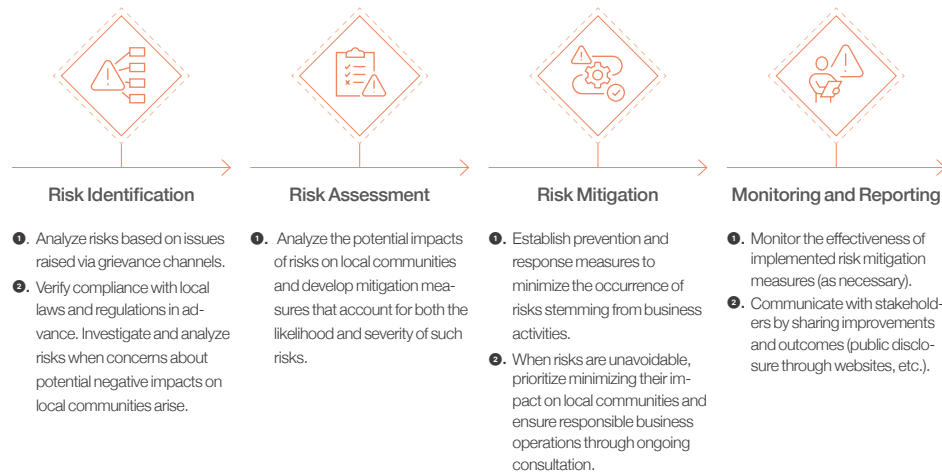 Risk Identification
❶. Analyze risks based on issues
raised via grievance channels.
❷. Verify compliance with local
laws and regulations in ad-
vance. Investigate and analyze
risks when concerns about
potential negative impacts on
local communities arise.
Risk Assessment
❶. Analyze the potential impacts
of risks on local communities
and develop mitigation mea-
sures that account for both the
likelihood and severity of such
risks.
Risk Mitigation
❶. Establish prevention and
response measures to
minimize the occurrence of
risks stemming from business
activities.
❷. When risks are unavoidable,
prioritize minimizing their im-
pact on local communities and
ensure responsible business
operations through ongoing
consultation.
Monitoring and Reporting
❶. Monitor the effectiveness of
implemented risk mitigation
measures (as necessary).
❷. Communicate with stakehold-
ers by sharing improvements
and outcomes (public disclo-
sure through websites, etc.).